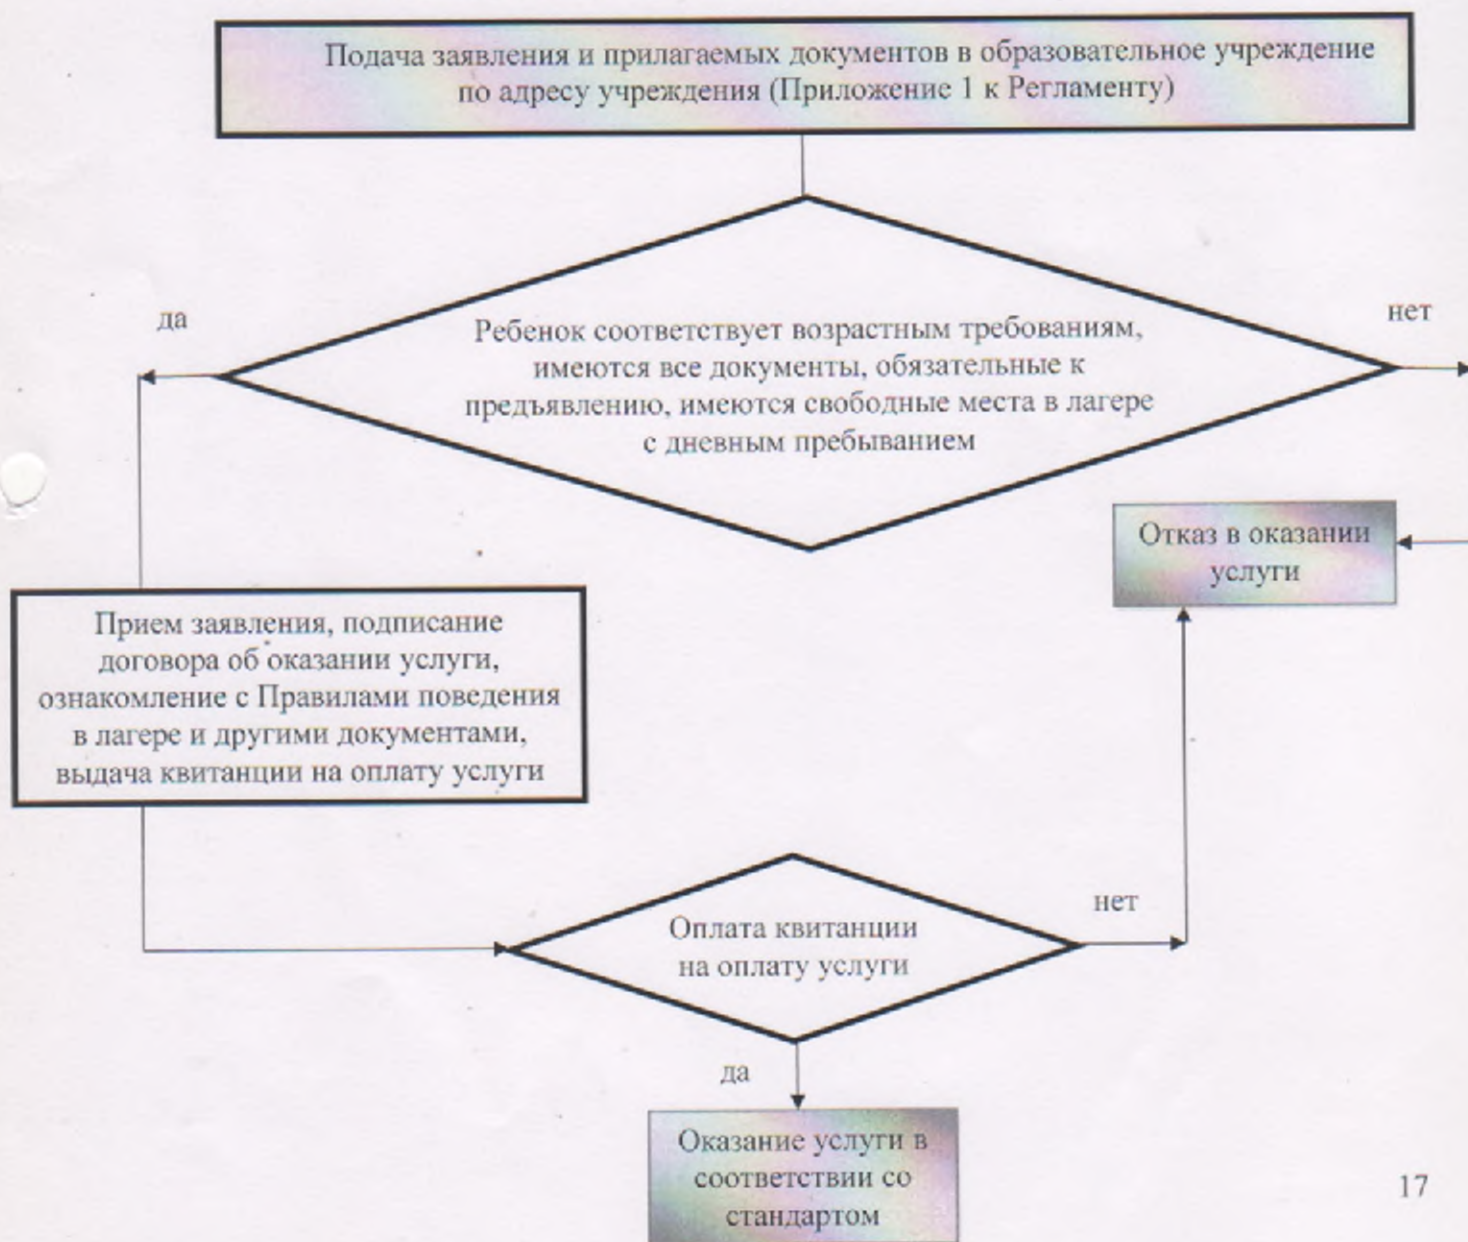 Подача заявления и прилагаемых документов в образовательное учреждение
по адресу учреждения (Приложение 1 к Регламенту)
да
нет
Ребенок соответствует возрастным требованиям,
имеются все документы, обязательные к
предъявлению, имеются свободные места в лагере
с дневным пребыванием
Отказ в оказании
услуги
Прием заявления, подписание
договора об оказании услуги,
ознакомление с Правилами поведения
в лагере и другими документами,
выдача квитанции на оплату услуги
нет
Оплата квитанции
на оплату услуги
да
Оказание услуги в
соответствии со
стандартом
17